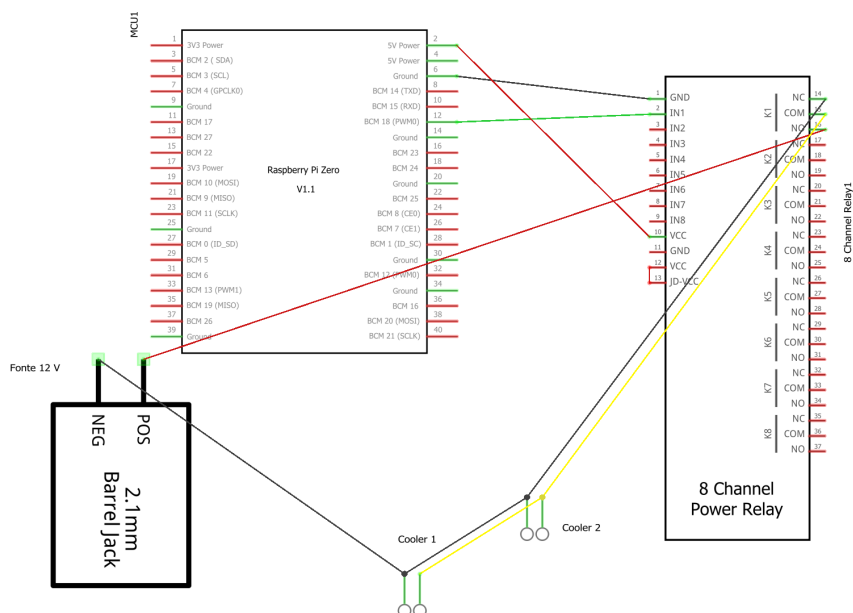 MCU1
Raspberry Pi Zero
V1.1
1 3V3 Power
3 BCM 2 ( SDA)
5 BCM 3 (SCL)
7 BCM 4 (GPCLK0)
9 Ground
11 BCM 17
13 BCM 27
15 BCM 22
17 3V3 Power
19 BCM 10 (MOSI)
21 BCM 9 (MISO)
23 BCM 11 (SCLK)
25 Ground
27 BCM 0 (ID_SD)
29 BCM 5
31 BCM 6
33 BCM 13 (PWM1)
35 BCM 19 (MISO)
37 BCM 26
39 Ground
5V Power 2
5V Power 4
Ground 6
BCM 14 (TXD) 8
BCM 15 (RXD) 10
BCM 18 (PWM0) 12
Ground 14
BCM 23 16
BCM 24 18
Ground 20
BCM 25 22
BCM 8 (CE0) 24
BCM 7 (CE1) 26
BCM 1 (ID_SC) 28
Ground 30
BCM 12 (PWM0) 32
Ground 34
BCM 16 36
BCM 20 (MOSI) 38
BCM 21 (SCLK) 40
1 GND
2 IN1
3 IN2
4 IN3
5 IN4
6 IN5
7 IN6
8 IN7
9 IN8
10 VCC
11 GND
12 VCC
13 JD-VCC
K1
NC 14
COM 15
NO 16
K2
NC 17
COM 18
NO 19
K3
NC 20
COM 21
NO 22
K4
NC 23
COM 24
NO 25
K5
NC 26
COM 27
NO 28
K6
NC 29
COM 30
NO 31
K7
NC 32
COM 33
NO 34
K8
NC 35
COM 36
NO 37
8 Channel
Power Relay
8 Channel Relay1
Fonte 12 V
NEG
POS
2.1mm
Barrel Jack
Cooler 1
Cooler 2